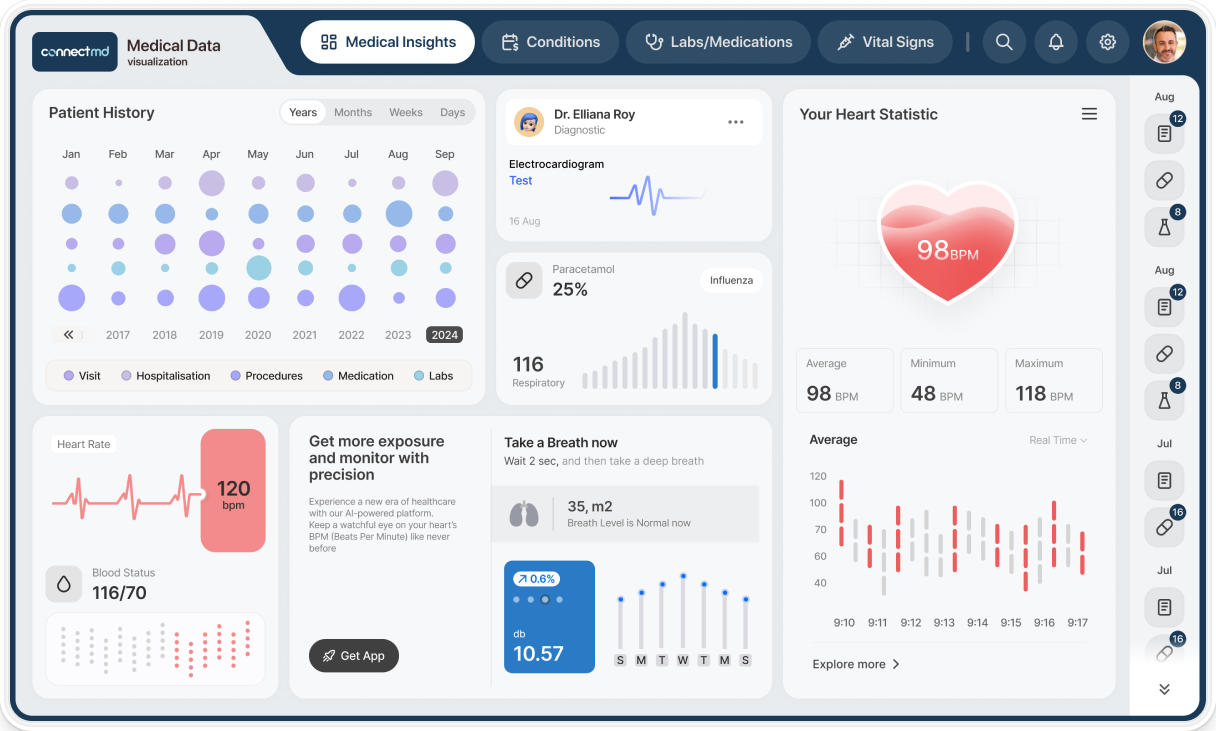 connectmd
Medical Data
visualization
Medical Insights
Conditions
Labs/Medications
Vital Signs
Patient History
Years Months Weeks Days
Jan Feb Mar Apr May Jun Jul Aug Sep
2017 2018 2019 2020 2021 2022 2023 2024
Visit Hospitalisation Procedures Medication Labs
Dr. Elliana Roy
Diagnostic
Electrocardiogram
Test
16 Aug
Paracetamol
25%
Influenza
116
Respiratory
Your Heart Statistic
98BPM
Average
98 BPM
Minimum
48 BPM
Maximum
118 BPM
Average
Real Time
120
100
70
60
40
9:10 9:11 9:12 9:13 9:14 9:15 9:16 9:17
Explore more
Heart Rate
120
bpm
Blood Status
116/70
Get more exposure
and monitor with
precision
Experience a new era of healthcare
with our AI-powered platform.
Keep a watchful eye on your heart's
BPM (Beats Per Minute) like never
before
Get App
Take a Breath now
Wait 2 sec, and then take a deep breath
35, m2
Breath Level is Normal now
0.6%
db
10.57
S M T W T M S
Aug
12
8
Aug
12
8
Jul
16
Jul
16